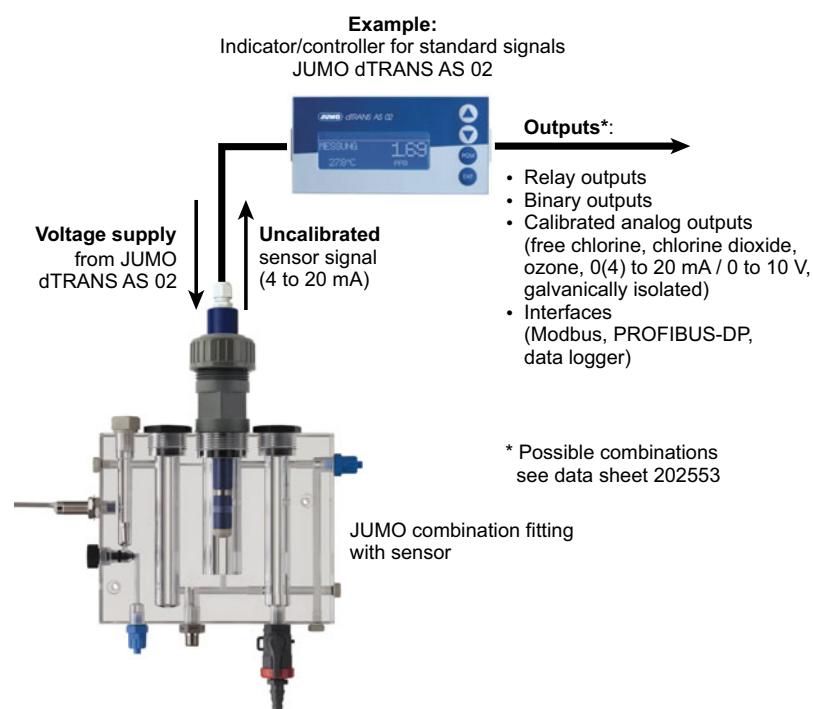 Example:
Indicator/controller for standard signals
JUMO dTRANS AS 02
JUMO dTRANS AS 02
MESSUNG
1.69
27.8°C
PPB
PGM
EXIT
Outputs*:
• Relay outputs
• Binary outputs
• Calibrated analog outputs
(free chlorine, chlorine dioxide,
ozone, 0(4) to 20 mA / 0 to 10 V,
galvanically isolated)
• Interfaces
(Modbus, PROFIBUS-DP,
data logger)
Voltage supply
from JUMO
dTRANS AS 02
Uncalibrated
sensor signal
(4 to 20 mA)
* Possible combinations
see data sheet 202553
JUMO combination fitting
with sensor